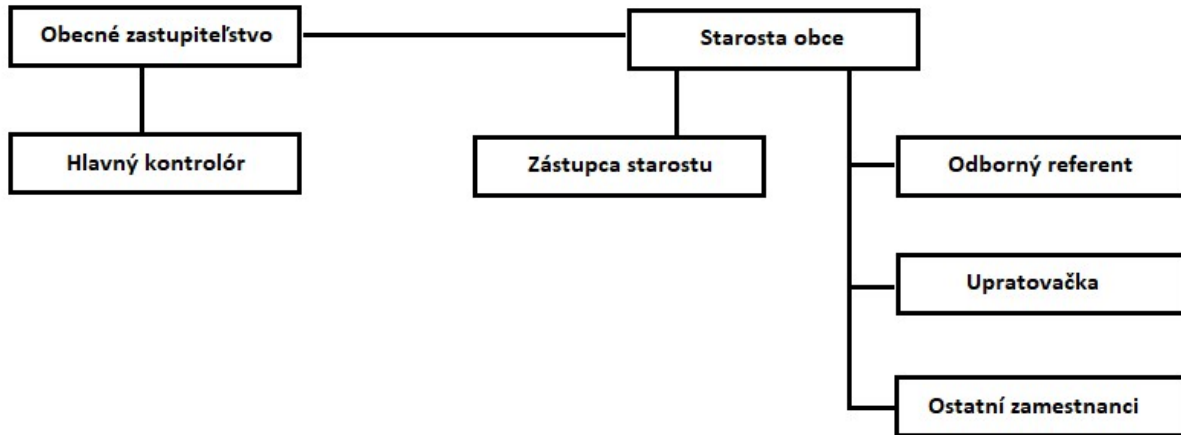 Obecné zastupiteľstvo
Starosta obce
Hlavný kontrolór
Zástupca starostu
Odborný referent
Upratovačka
Ostatní zamestnanci